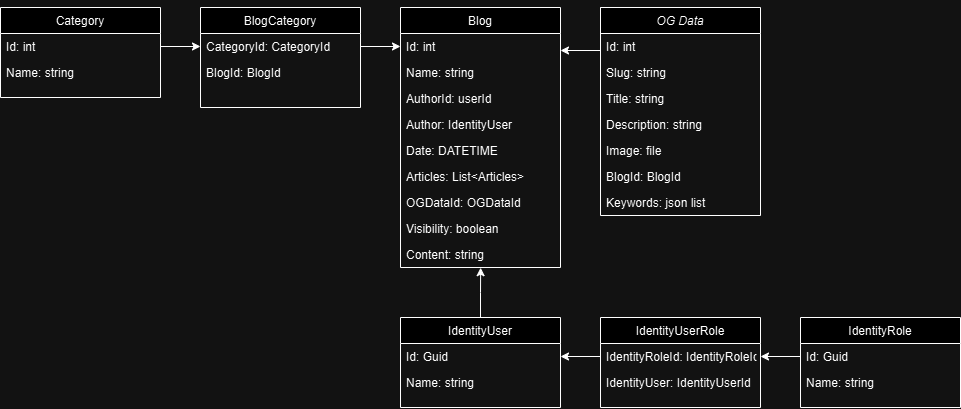 Category
Id: int
Name: string
BlogCategory
CategoryId: CategoryId
BlogId: BlogId
Blog
Id: int
Name: string
AuthorId: userId
Author: IdentityUser
Date: DATETIME
Articles: List<Articles>
OGDataId: OGDataId
Visibility: boolean
Content: string
OG Data
Id: int
Slug: string
Title: string
Description: string
Image: file
BlogId: BlogId
Keywords: json list
IdentityUser
Id: Guid
Name: string
IdentityUserRole
IdentityRoleId: IdentityRoleId
IdentityUser: IdentityUserId
IdentityRole
Id: Guid
Name: string